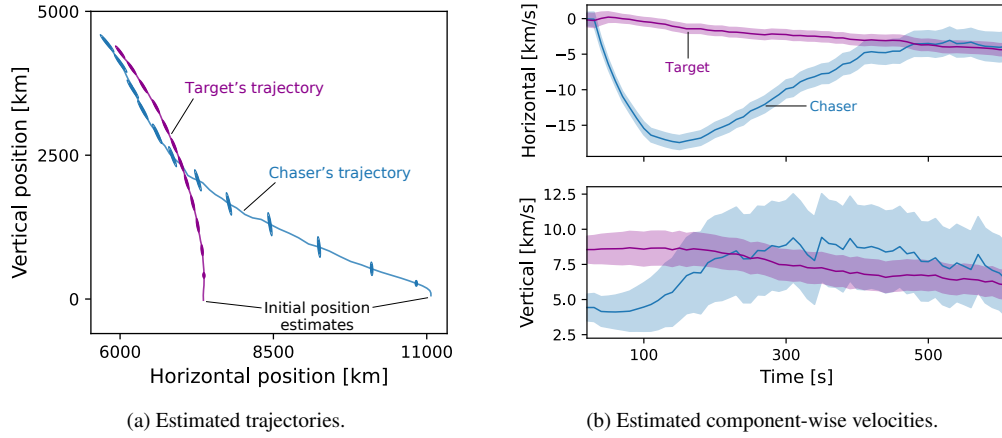 5000
2500
0
Vertical position [km]
Target's trajectory
Chaser's trajectory
Initial position
estimates
6000
8500
11000
Horizontal position [km]
(a) Estimated trajectories.
0
−5
−10
−15
Horizontal [km/s]
Target
Chaser
12.5
10.0
7.5
5.0
2.5
Vertical [km/s]
100
300
500
Time [s]
(b) Estimated component-wise velocities.